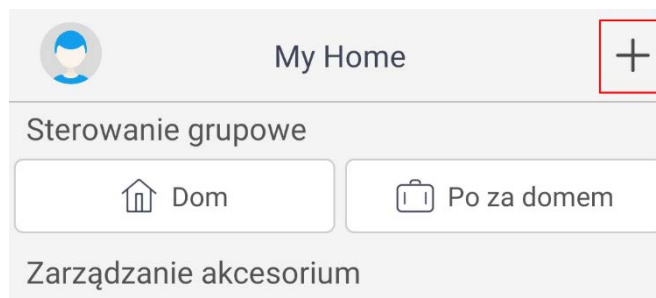 My Home
Sterowanie grupowe
Dom
Po za domem
Zarządzanie akcesorium